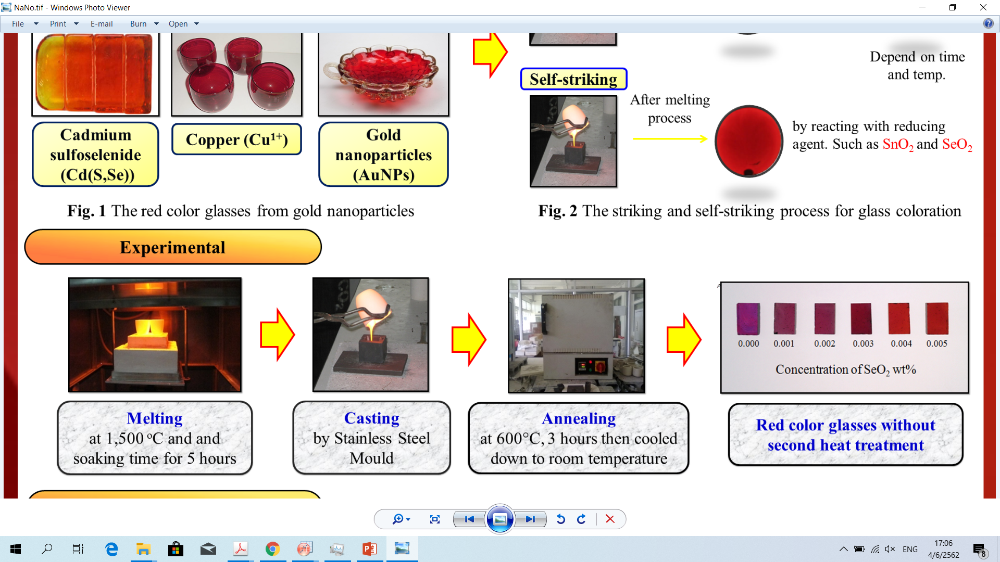 NaNo.tif - Windows Photo Viewer
File
Print
E-mail
Burn
Open
Depend on time
and temp.
Self-striking
After melting
process
by reacting with reducing
agent. Such as SnO₂ and SeO₂
Cadmium
sulfoselenide
(Cd(S,Se))
Copper (Cu¹⁺)
Gold
nanoparticles
(AuNPs)
Fig. 1 The red color glasses from gold nanoparticles
Fig. 2 The striking and self-striking process for glass coloration
Experimental
0.000 0.001 0.002 0.003 0.004 0.005
Concentration of SeO₂ wt%
Melting
at 1,500 ᵒC and and
soaking time for 5 hours
Casting
by Stainless Steel
Mould
Annealing
at 600°C, 3 hours then cooled
down to room temperature
Red color glasses without
second heat treatment
ENG
17:06
4/6/2562
8